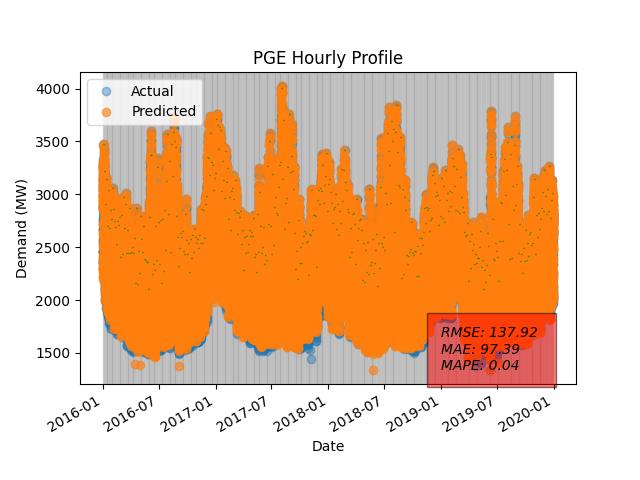 PGE Hourly Profile
Actual
Predicted
Demand (MW)
4000
3500
3000
2500
2000
1500
RMSE: 137.92
MAE: 97.39
MAPE: 0.04
2016-01
2016-07
2017-01
2017-07
2018-01
2018-07
2019-01
2019-07
2020-01
Date